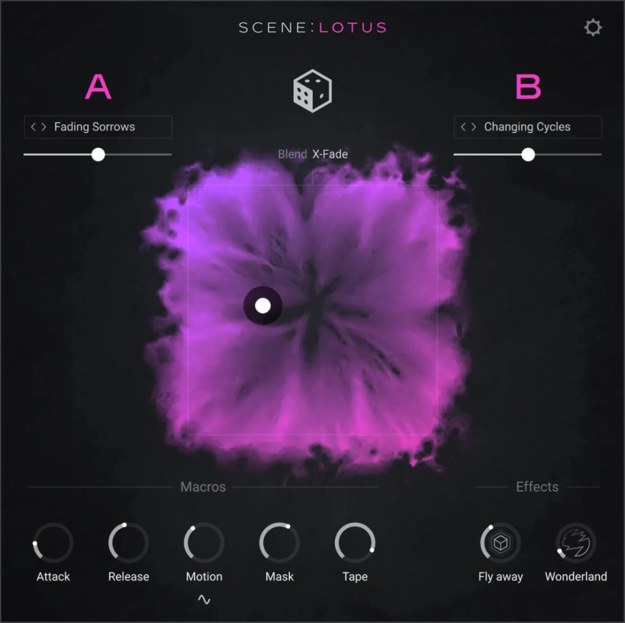 SCENE:LOTUS
A
B
< > Fading Sorrows
< > Changing Cycles
Blend X-Fade
Macros
Effects
Attack
Release
Motion
Mask
Tape
Fly away
Wonderland